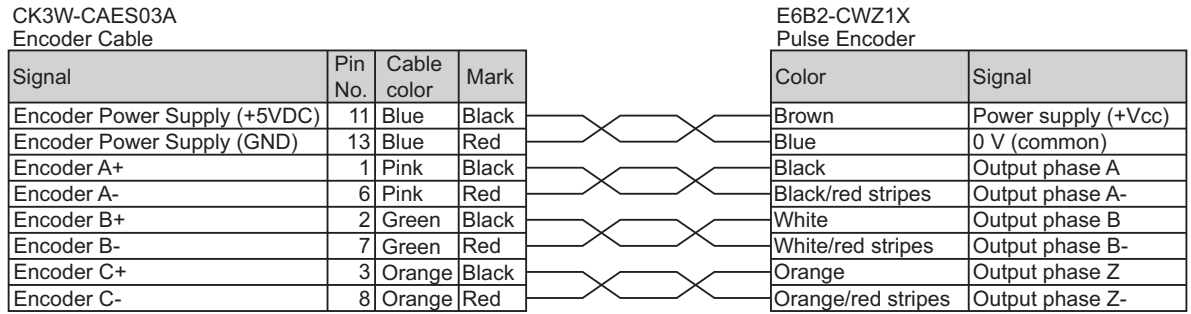 CK3W-CAES03A
Encoder Cable
E6B2-CWZ1X
Pulse Encoder
Signal Pin No. Cable color Mark Color Signal
Encoder Power Supply (+5VDC) 11 Blue Black Brown Power supply (+Vcc)
Encoder Power Supply (GND) 13 Blue Red Blue 0 V (common)
Encoder A+ 1 Pink Black Black Output phase A
Encoder A- 6 Pink Red Black/red stripes Output phase A-
Encoder B+ 2 Green Black White Output phase B
Encoder B- 7 Green Red White/red stripes Output phase B-
Encoder C+ 3 Orange Black Orange Output phase Z
Encoder C- 8 Orange Red Orange/red stripes Output phase Z-